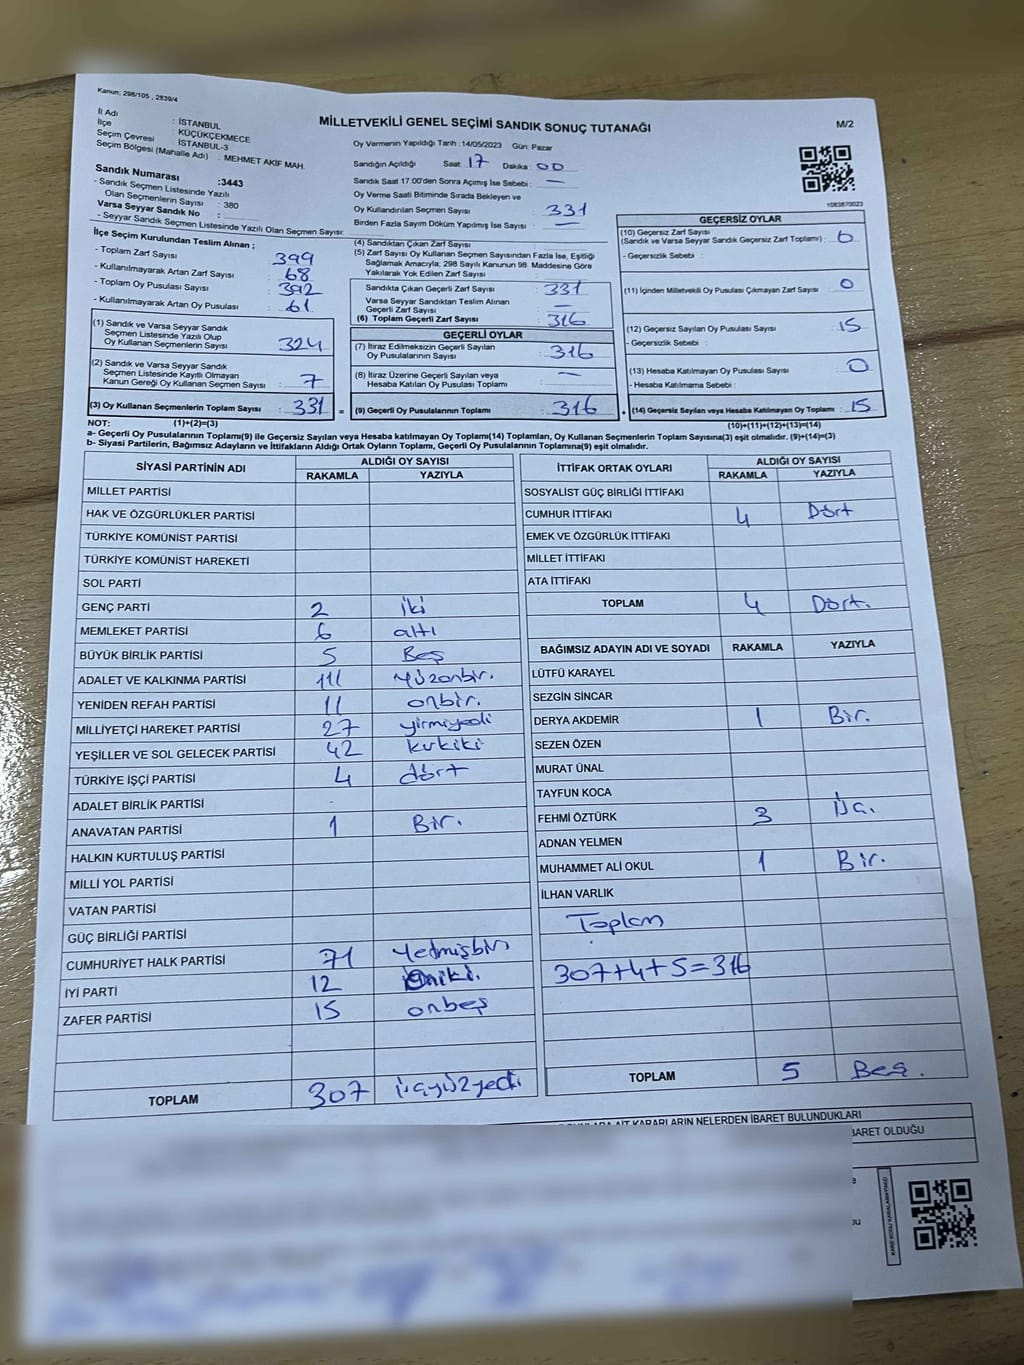 Kanun; 298/105 , 2839/4
MİLLETVEKİLİ GENEL SEÇİMİ SANDIK SONUÇ TUTANAĞI
M/2
İl Adı : İSTANBUL
İlçe : KÜÇÜKÇEKMECE
Seçim Çevresi : İSTANBUL-3
Seçim Bölgesi (Mahalle Adı) : MEHMET AKİF MAH.
Sandık Numarası :3443
- Sandık Seçmen Listesinde Yazılı
Olan Seçmenlerin Sayısı : 380
Varsa Seyyar Sandık No :
- Seyyar Sandık Seçmen Listesinde Yazılı Olan Seçmen Sayısı:
İlçe Seçim Kurulundan Teslim Alınan ;
- Toplam Zarf Sayısı : 399
- Kullanılmayarak Artan Zarf Sayısı : 68
- Toplam Oy Pusulası Sayısı : 392
- Kullanılmayarak Artan Oy Pusulası : 61
(1) Sandık ve Varsa Seyyar Sandık
Seçmen Listesinde Yazılı Olup
Oy Kullanan Seçmenlerin Sayısı : 324
(2) Sandık ve Varsa Seyyar Sandık
Seçmen Listesinde Kayıtlı Olmayan
Kanun Gereği Oy Kullanan Seçmen Sayısı : 7
(3) Oy Kullanan Seçmenlerin Toplam Sayısı : 331
Oy Vermenin Yapıldığı Tarih :14/05/2023 Gün: Pazar
Sandığın Açıldığı Saat: 17 Dakika : 00
Sandık Saat 17.00'den Sonra Açımış İse Sebebi : —
Oy Verme Saati Bitiminde Sırada Bekleyen ve
Oy Kullandırılan Seçmen Sayısı : 331
Birden Fazla Sayım Döküm Yapılmış İse Sayısı : —
(4) Sandıktan Çıkan Zarf Sayısı :
(5) Zarf Sayısı Oy Kullanan Seçmen Sayısından Fazla İse, Eşitliği
Sağlamak Amacıyla, 298 Sayılı Kanunun 98. Maddesine Göre
Yakılarak Yok Edilen Zarf Sayısı :
Sandıkta Çıkan Geçerli Zarf Sayısı : 331
Varsa Seyyar Sandıktan Teslim Alınan
Geçerli Zarf Sayısı : —
(6) Toplam Geçerli Zarf Sayısı : 316
GEÇERLİ OYLAR
(7) İtiraz Edilmeksizin Geçerli Sayılan
Oy Pusulalarının Sayısı : 316
(8) İtiraz Üzerine Geçerli Sayılan veya
Hesaba Katılan Oy Pusulası Toplamı : —
= (9) Geçerli Oy Pusulalarının Toplamı : 316
1083870023
GEÇERSİZ OYLAR
(10) Geçersiz Zarf Sayısı
(Sandık ve Varsa Seyyar Sandık Geçersiz Zarf Toplamı) : 0
- Geçersizlik Sebebi :
(11) İçinden Milletvekili Oy Pusulası Çıkmayan Zarf Sayısı : 0
(12) Geçersiz Sayılan Oy Pusulası Sayısı : 15
- Geçersizlik Sebebi :
(13) Hesaba Katılmayan Oy Pusulası Sayısı : 0
- Hesaba Katılmama Sebebi :
+ (14) Geçersiz Sayılan veya Hesaba Katılmayan Oy Toplamı : 15
NOT: (1)+(2)=(3) (10)+(11)+(12)+(13)=(14)
a- Geçerli Oy Pusulalarının Toplamı(9) ile Geçersiz Sayılan veya Hesaba katılmayan Oy Toplamı(14) Toplamları, Oy Kullanan Seçmenlerin Toplam Sayısına(3) eşit olmalıdır. (9)+(14)=(3)
b- Siyasi Partilerin, Bağımsız Adayların ve İttifakların Aldığı Ortak Oyların Toplamı, Geçerli Oy Pusulalarının Toplamına(9) eşit olmalıdır.
SİYASİ PARTİNİN ADI ALDIĞI OY SAYISI
RAKAMLA YAZIYLA
MİLLET PARTİSİ
HAK VE ÖZGÜRLÜKLER PARTİSİ
TÜRKİYE KOMÜNİST PARTİSİ
TÜRKİYE KOMÜNİST HAREKETİ
SOL PARTİ
GENÇ PARTİ 2 iki
MEMLEKET PARTİSİ 6 altı
BÜYÜK BİRLİK PARTİSİ 5 Beş
ADALET VE KALKINMA PARTİSİ 111 yüzonbir.
YENİDEN REFAH PARTİSİ 11 onbir.
MİLLİYETÇİ HAREKET PARTİSİ 27 yirmiyedi
YEŞİLLER VE SOL GELECEK PARTİSİ 42 kırkiki
TÜRKİYE İŞÇİ PARTİSİ 4 dört
ADALET BİRLİK PARTİSİ
ANAVATAN PARTİSİ 1 Bir.
HALKIN KURTULUŞ PARTİSİ
MİLLİ YOL PARTİSİ
VATAN PARTİSİ
GÜÇ BİRLİĞİ PARTİSİ
CUMHURİYET HALK PARTİSİ 71 Yetmişbir
İYİ PARTİ 12 Oniki.
ZAFER PARTİSİ 15 onbeş
TOPLAM 307 üçyüzyedi
İTTİFAK ORTAK OYLARI ALDIĞI OY SAYISI
RAKAMLA YAZIYLA
SOSYALİST GÜÇ BİRLİĞİ İTTİFAKI
CUMHUR İTTİFAKI 4 Dört
EMEK VE ÖZGÜRLÜK İTTİFAKI
MİLLET İTTİFAKI
ATA İTTİFAKI
TOPLAM 4 Dört.
BAĞIMSIZ ADAYIN ADI VE SOYADI RAKAMLA YAZIYLA
LÜTFÜ KARAYEL
SEZGİN SİNCAR
DERYA AKDEMİR 1 Bir.
SEZEN ÖZEN
MURAT ÜNAL
TAYFUN KOCA
FEHMİ ÖZTÜRK 3 Üç.
ADNAN YELMEN
MUHAMMET ALİ OKUL 1 Bir.
İLHAN VARLIK
Toplam
307+4+5=316
TOPLAM 5 Beş.
KARARLARIN NELERDEN İBARET BULUNDUKLARI
BARET OLDUĞU